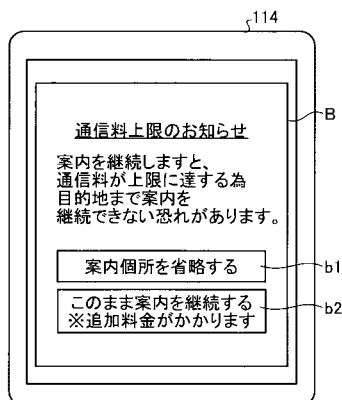 114
B
通信料上限のお知らせ
案内を継続しますと、
通信料が上限に達する為
目的地まで案内を
継続できない恐れがあります。
案内個所を省略する
b1
このまま案内を継続する
※追加料金がかかります
b2